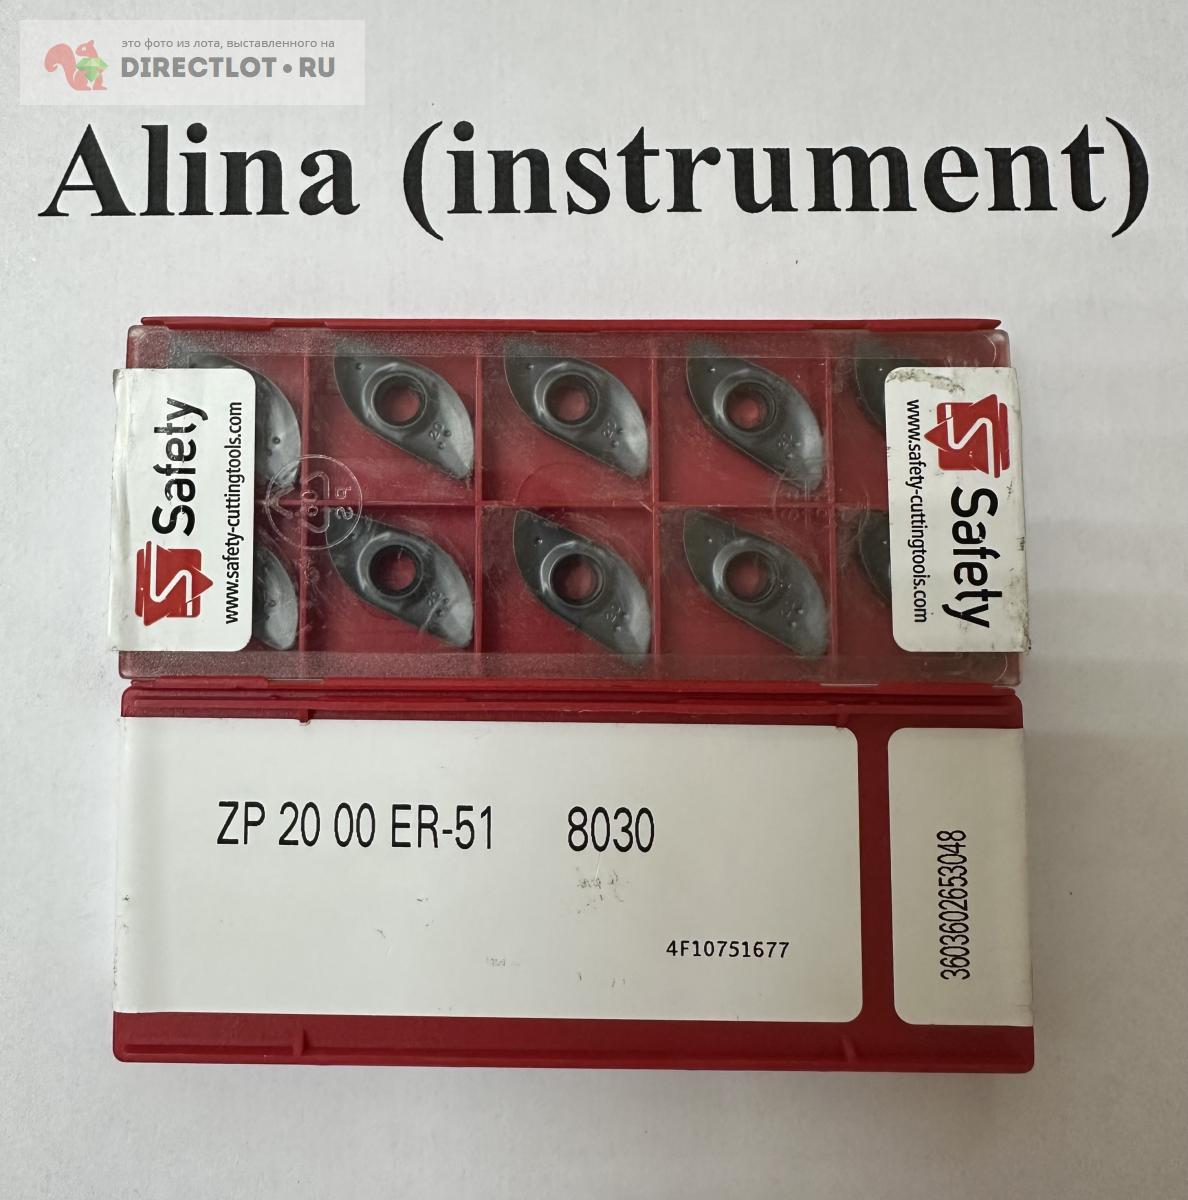 это фото из лота, выставленного на
DIRECTLOT•RU
Alina (instrument)
Safety
www.safety-cuttingtools.com
Safety
www.safety-cuttingtools.com
ZP 20 00 ER-51 8030
4F10751677
3603602653048